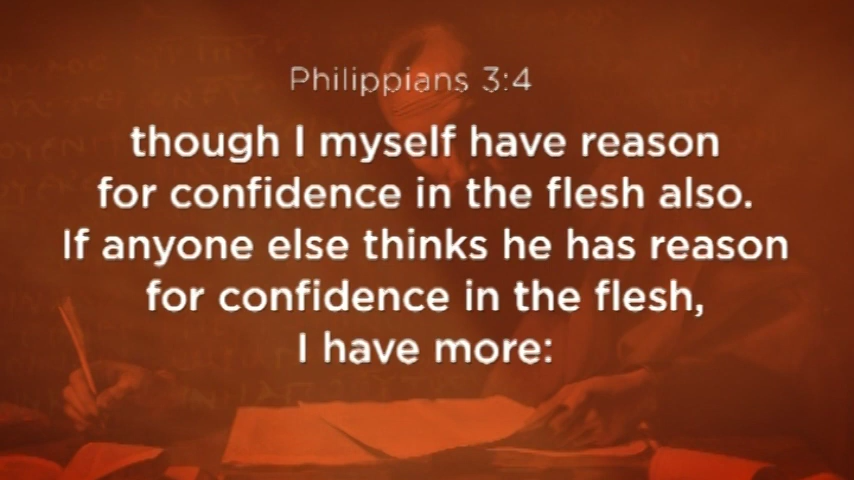 Philippians 3:4
though I myself have reason
for confidence in the flesh also.
If anyone else thinks he has reason
for confidence in the flesh,
I have more: